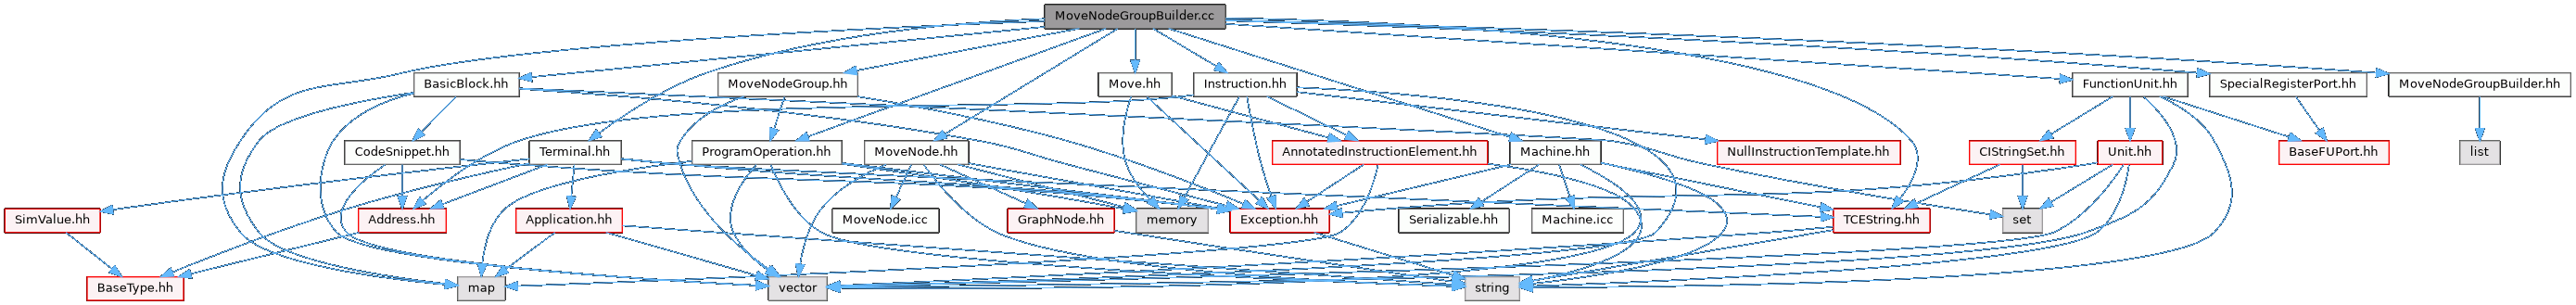 MoveNodeGroupBuilder.cc
BasicBlock.hh
MoveNodeGroup.hh
Move.hh
Instruction.hh
FunctionUnit.hh
SpecialRegisterPort.hh
MoveNodeGroupBuilder.hh
CodeSnippet.hh
Terminal.hh
ProgramOperation.hh
MoveNode.hh
AnnotatedInstructionElement.hh
Machine.hh
NullInstructionTemplate.hh
CIStringSet.hh
Unit.hh
BaseFUPort.hh
list
SimValue.hh
Address.hh
Application.hh
MoveNode.icc
GraphNode.hh
memory
Exception.hh
Serializable.hh
Machine.icc
TCEString.hh
set
BaseType.hh
map
vector
string